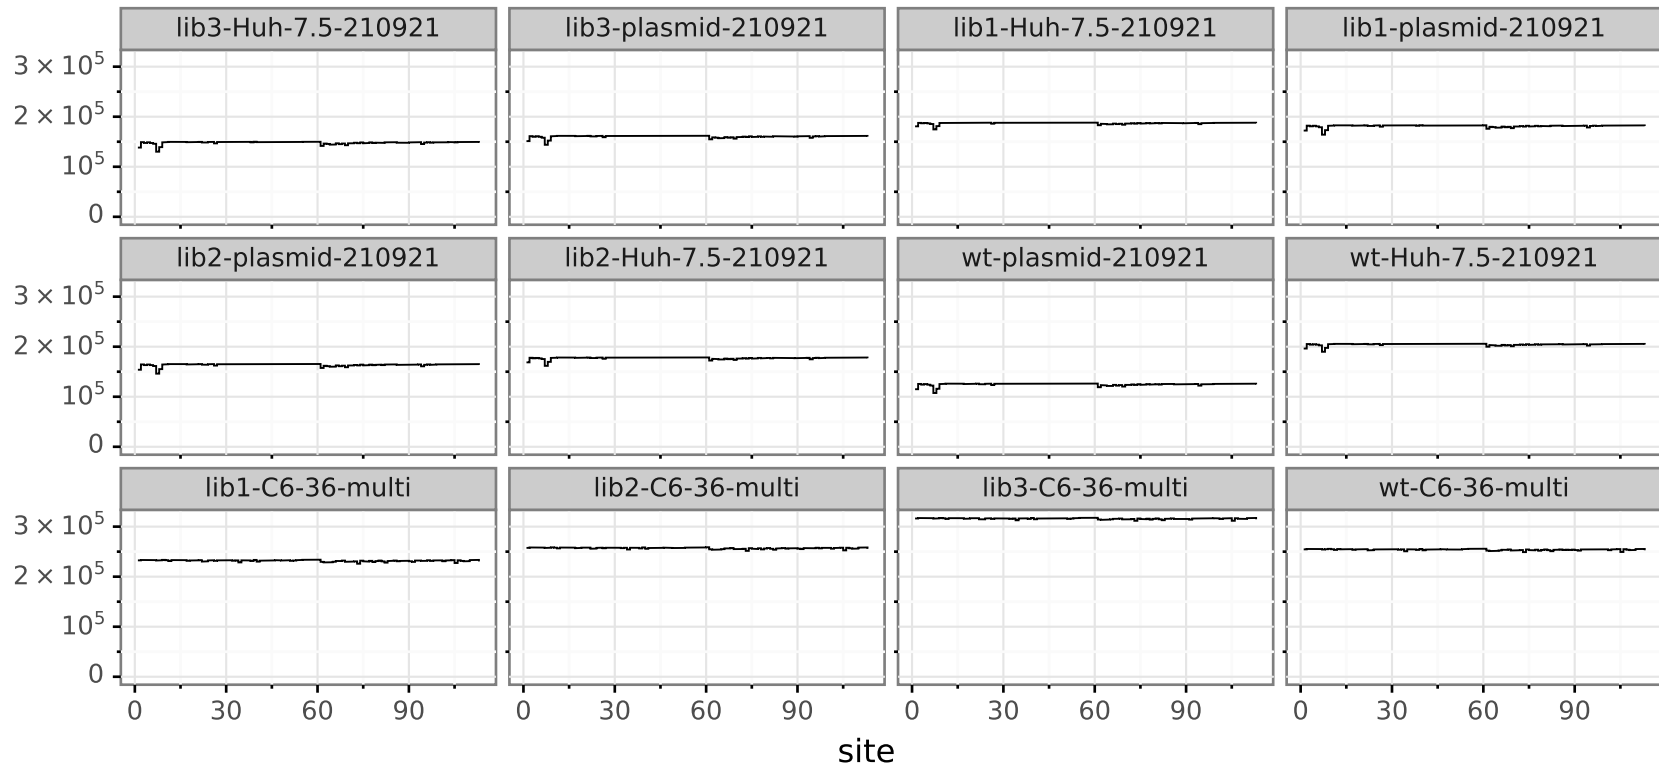 lib3-Huh-7.5-210921 lib3-plasmid-210921 lib1-Huh-7.5-210921 lib1-plasmid-210921
3 × 10⁵
2 × 10⁵
10⁵
0
lib2-plasmid-210921 lib2-Huh-7.5-210921 wt-plasmid-210921 wt-Huh-7.5-210921
3 × 10⁵
2 × 10⁵
10⁵
0
lib1-C6-36-multi lib2-C6-36-multi lib3-C6-36-multi wt-C6-36-multi
3 × 10⁵
2 × 10⁵
10⁵
0
0 30 60 90 0 30 60 90 0 30 60 90 0 30 60 90
site